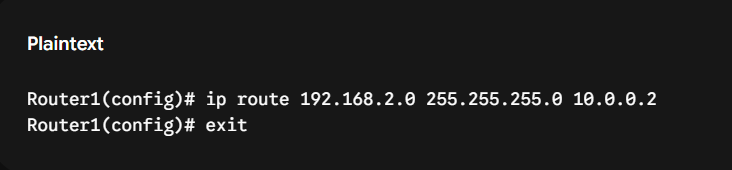 Plaintext
Router1(config)# ip route 192.168.2.0 255.255.255.0 10.0.0.2
Router1(config)# exit